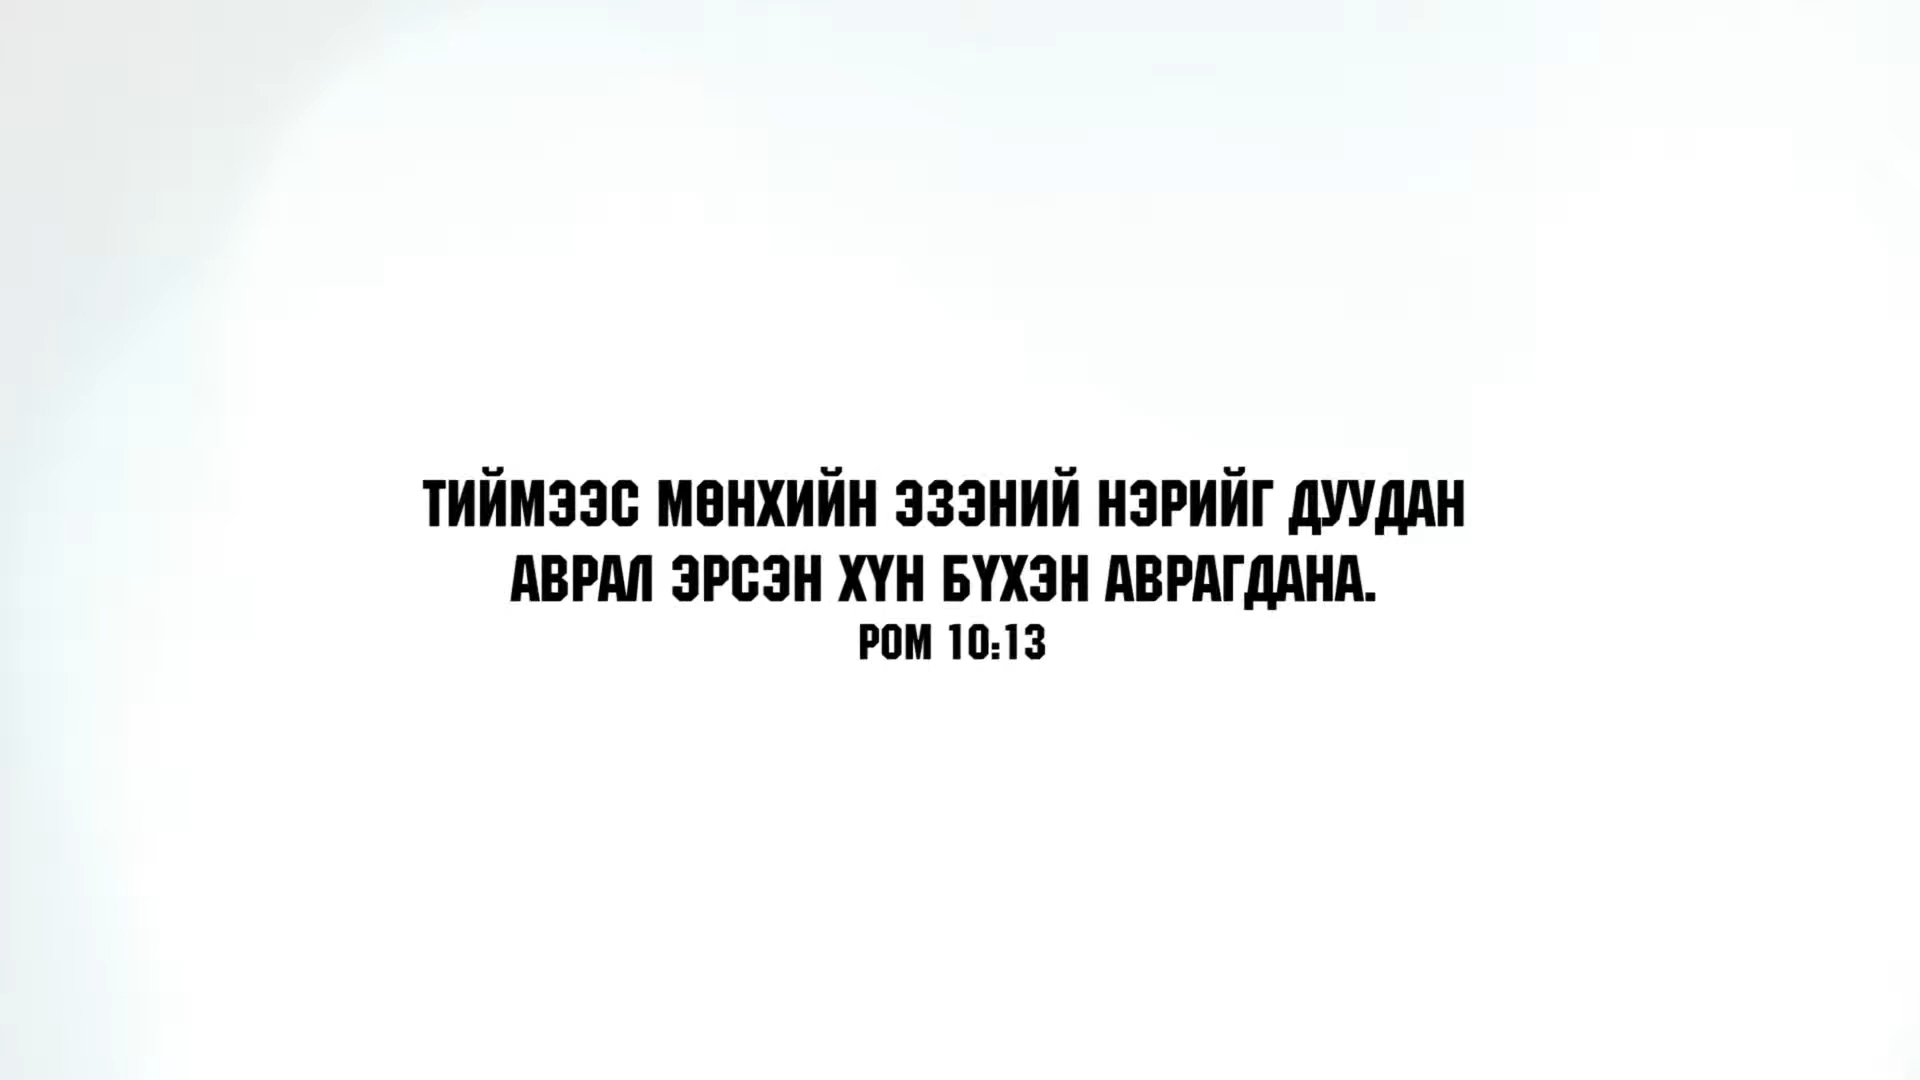 ТИЙМЭЭС МӨНХИЙН ЭЗЭНИЙ НЭРИЙГ ДУУДАН
АВРАЛ ЭРСЭН ХҮН БҮХЭН АВРАГДАНА.
РОМ 10:13